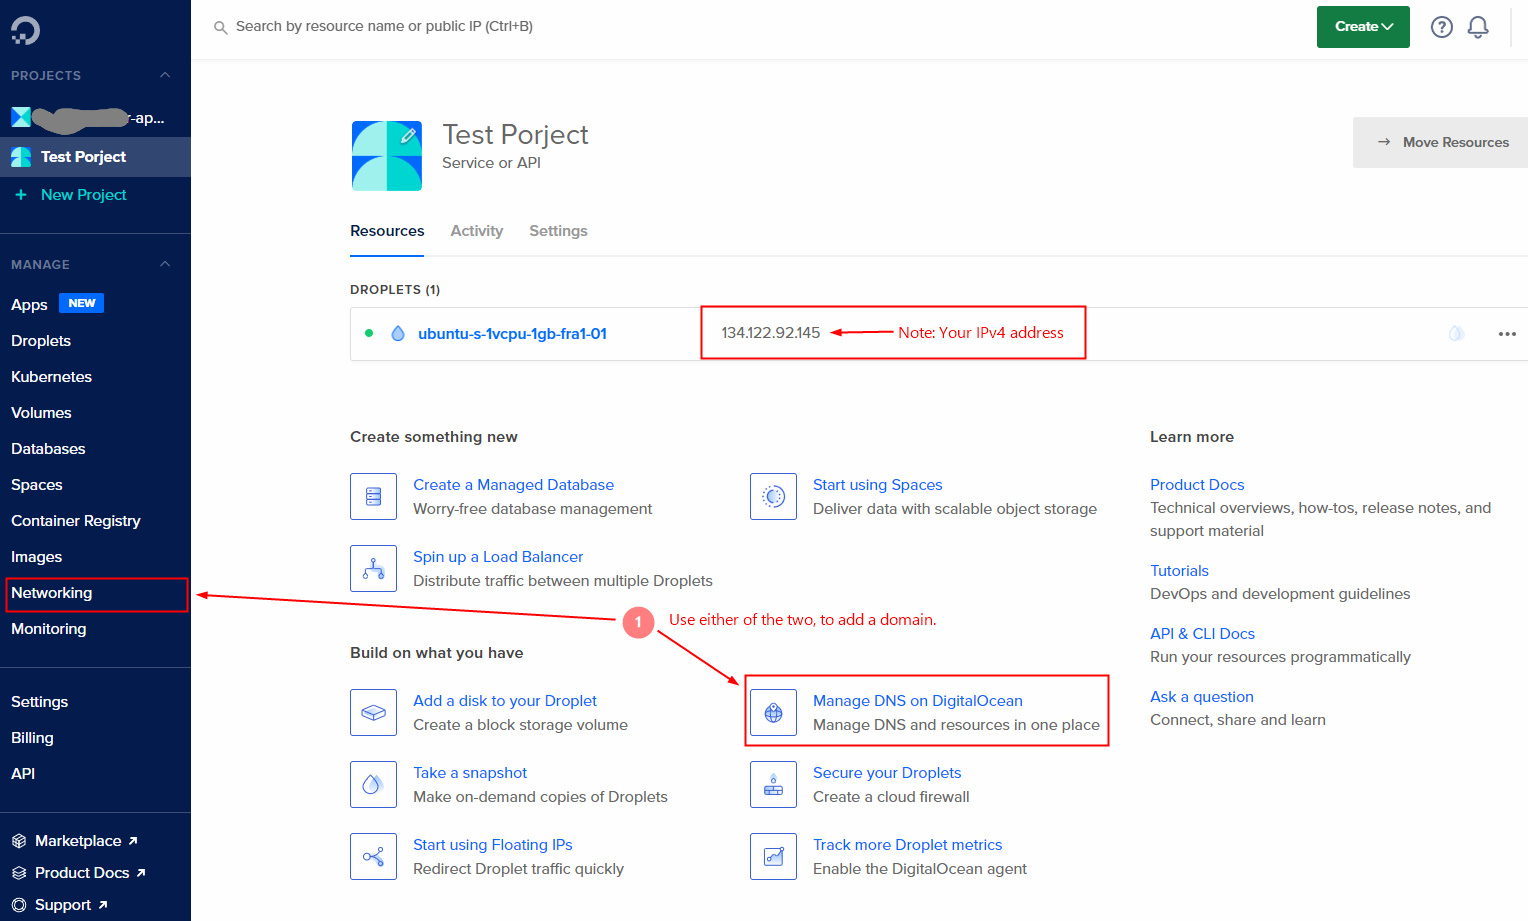 Search by resource name or public IP (Ctrl+B)
Create
?
PROJECTS
r-ap...
Test Porject
+ New Project
MANAGE
Apps NEW
Droplets
Kubernetes
Volumes
Databases
Spaces
Container Registry
Images
Networking
Monitoring
Settings
Billing
API
Marketplace
Product Docs
Support
Test Porject
Service or API
→ Move Resources
Resources Activity Settings
DROPLETS (1)
ubuntu-s-1vcpu-1gb-fra1-01 134.122.92.145 Note: Your IPv4 address
Create something new
Create a Managed Database
Worry-free database management
Start using Spaces
Deliver data with scalable object storage
Spin up a Load Balancer
Distribute traffic between multiple Droplets
1 Use either of the two, to add a domain.
Build on what you have
Add a disk to your Droplet
Create a block storage volume
Manage DNS on DigitalOcean
Manage DNS and resources in one place
Take a snapshot
Make on-demand copies of Droplets
Secure your Droplets
Create a cloud firewall
Start using Floating IPs
Redirect Droplet traffic quickly
Track more Droplet metrics
Enable the DigitalOcean agent
Learn more
Product Docs
Technical overviews, how-tos, release notes, and
support material
Tutorials
DevOps and development guidelines
API & CLI Docs
Run your resources programmatically
Ask a question
Connect, share and learn